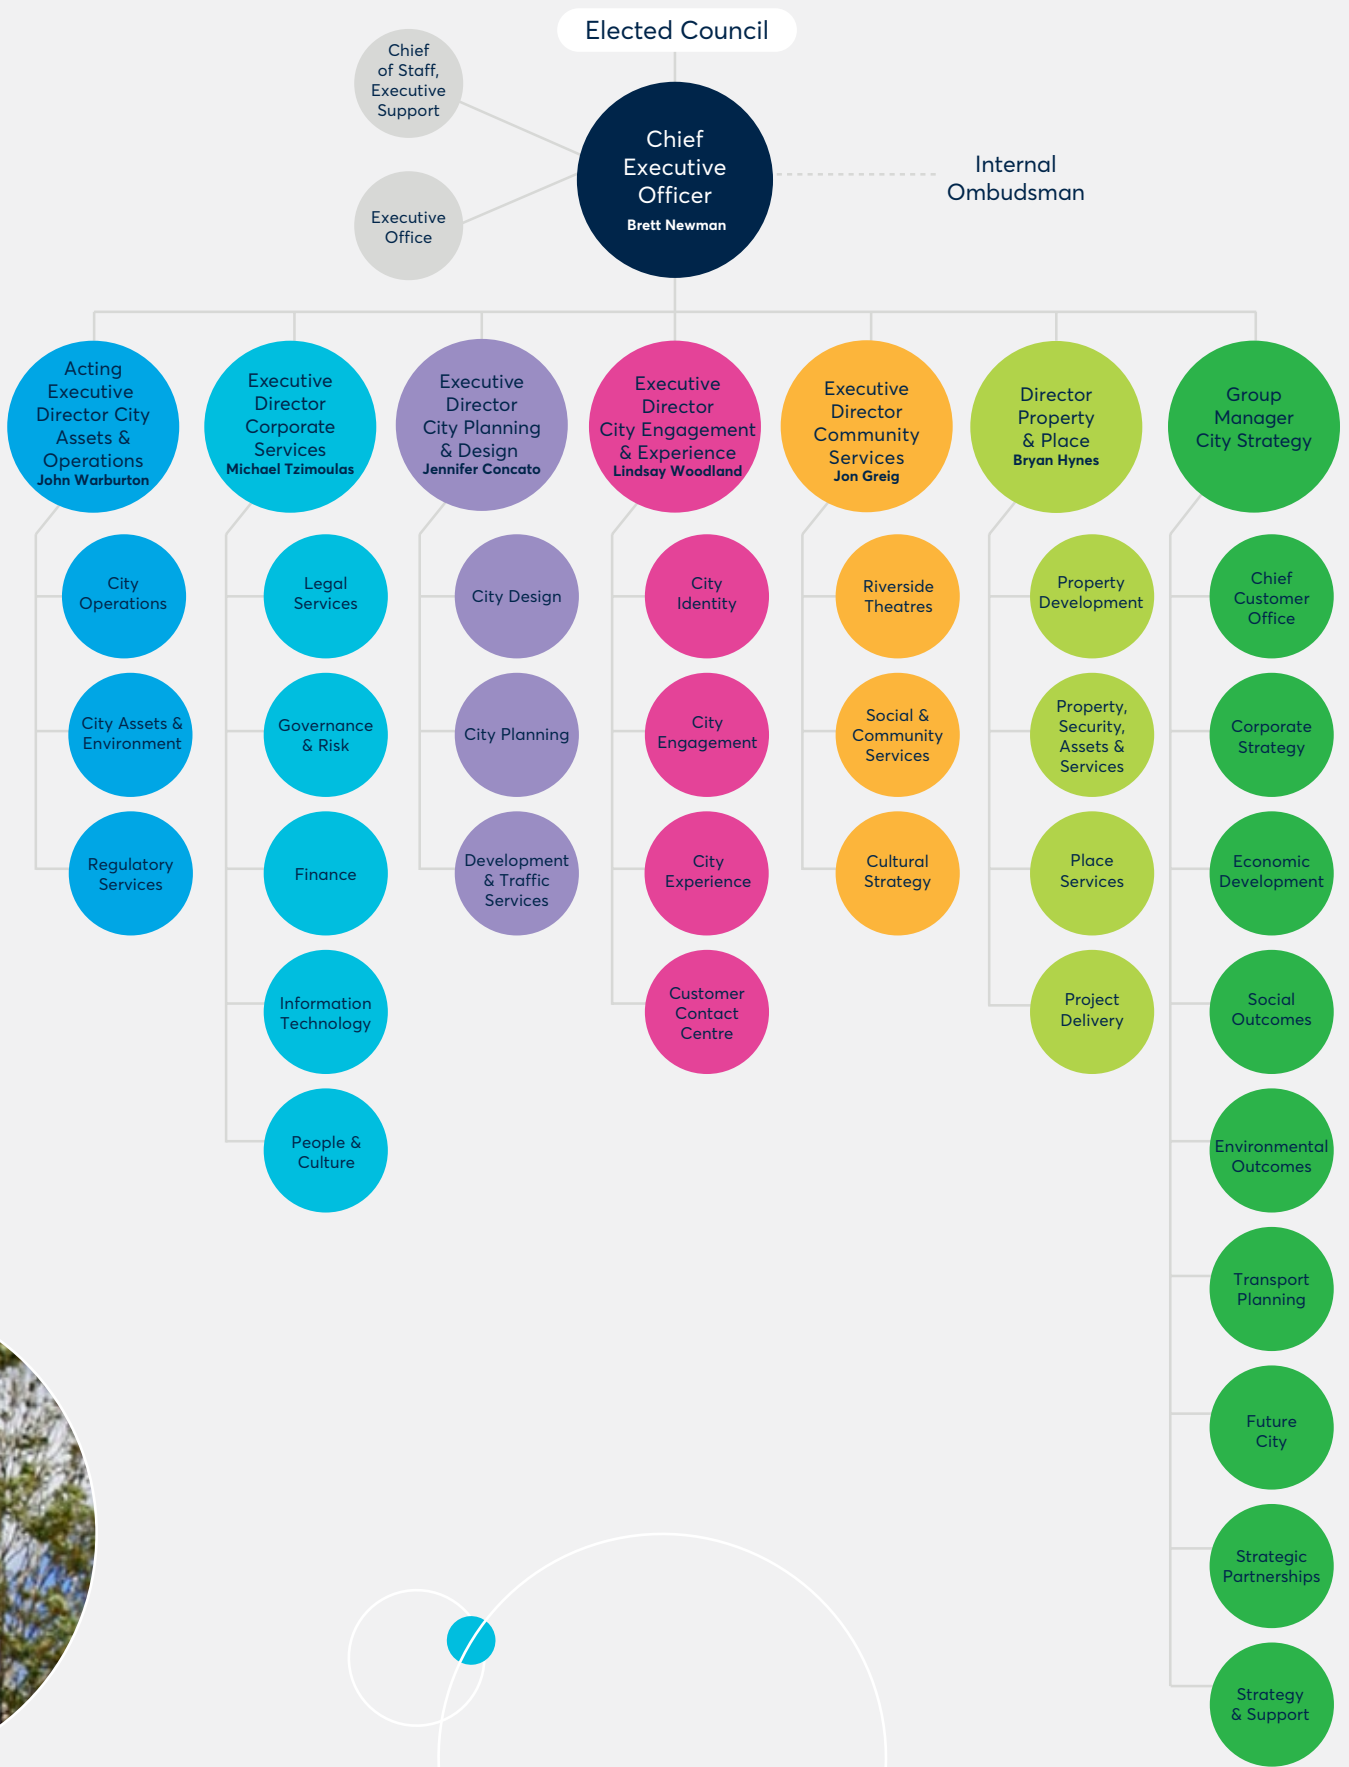 Elected Council
Chief
of Staff,
Executive
Support
Executive
Office
Chief
Executive
Officer
Brett Newman
Internal
Ombudsman
Acting
Executive
Director City
Assets &
Operations
John Warburton
City
Operations
City Assets &
Environment
Regulatory
Services
Executive
Director
Corporate
Services
Michael Tzimoulas
Legal
Services
Governance
& Risk
Finance
Information
Technology
People &
Culture
Executive
Director
City Planning
& Design
Jennifer Concato
City Design
City Planning
Development
& Traffic
Services
Executive
Director
City Engagement
& Experience
Lindsay Woodland
City
Identity
City
Engagement
City
Experience
Customer
Contact
Centre
Executive
Director
Community
Services
Jon Greig
Riverside
Theatres
Social &
Community
Services
Cultural
Strategy
Director
Property
& Place
Bryan Hynes
Property
Development
Property,
Security,
Assets &
Services
Place
Services
Project
Delivery
Group
Manager
City Strategy
Chief
Customer
Office
Corporate
Strategy
Economic
Development
Social
Outcomes
Environmental
Outcomes
Transport
Planning
Future
City
Strategic
Partnerships
Strategy
& Support